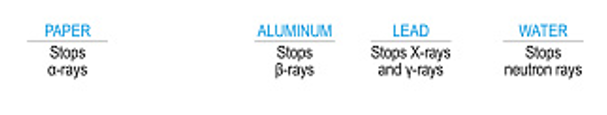 PAPER
Stops
α-rays
ALUMINUM
Stops
β-rays
LEAD
Stops X-rays
and γ-rays
WATER
Stops
neutron rays